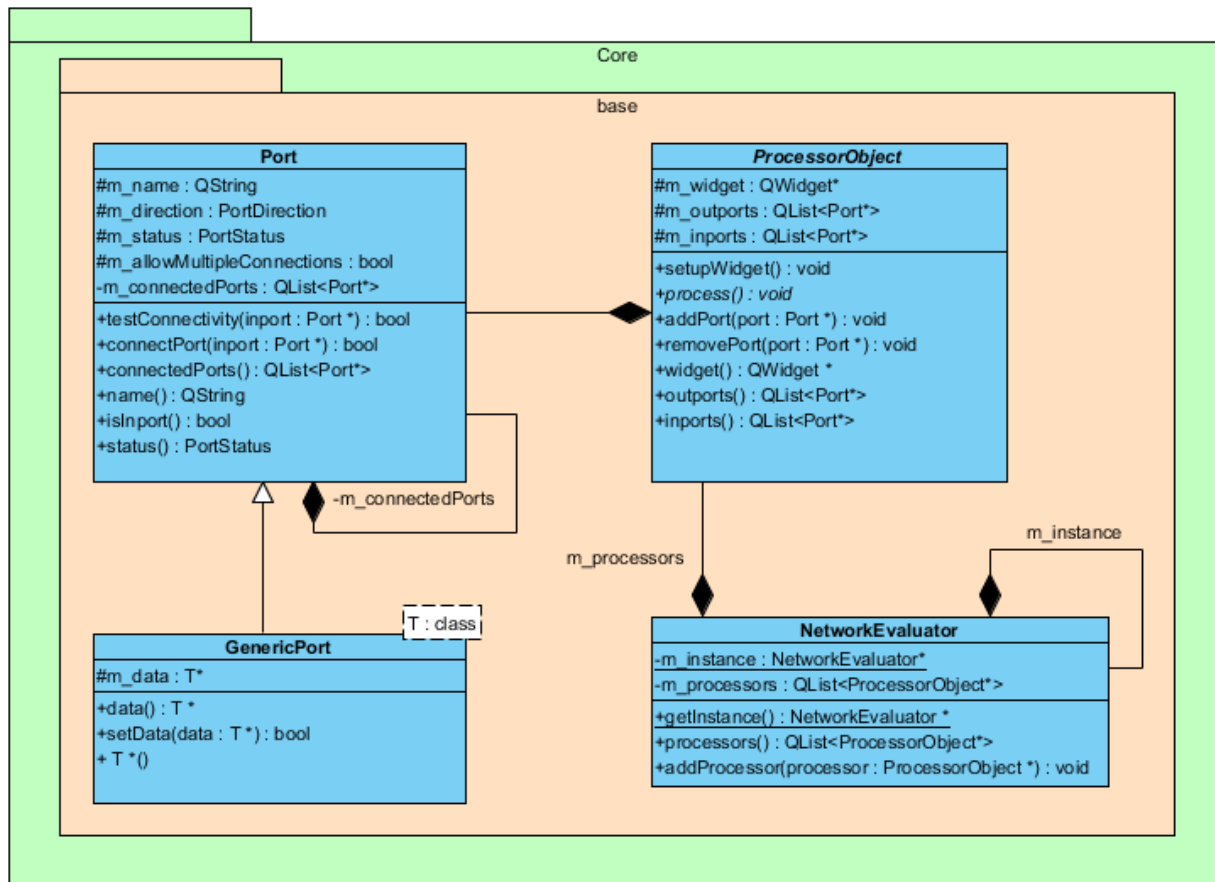 Core
base
Port
#m_name : QString
#m_direction : PortDirection
#m_status : PortStatus
#m_allowMultipleConnections : bool
-m_connectedPorts : QList<Port*>
+testConnectivity(inport : Port *) : bool
+connectPort(inport : Port *) : bool
+connectedPorts() : QList<Port*>
+name() : QString
+isInport() : bool
+status() : PortStatus
-m_connectedPorts
ProcessorObject
#m_widget : QWidget*
#m_outports : QList<Port*>
#m_inports : QList<Port*>
+setupWidget() : void
+process() : void
+addPort(port : Port *) : void
+removePort(port : Port *) : void
+widget() : QWidget *
+outports() : QList<Port*>
+inports() : QList<Port*>
m_processors
m_instance
T : class
GenericPort
#m_data : T*
+data() : T *
+setData(data : T *) : bool
+ T *()
NetworkEvaluator
-m_instance : NetworkEvaluator*
-m_processors : QList<ProcessorObject*>
+getInstance() : NetworkEvaluator *
+processors() : QList<ProcessorObject*>
+addProcessor(processor : ProcessorObject *) : void